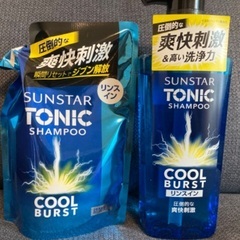 圧倒的な
爽快刺激
瞬間リセットでジブン解放
SUNSTAR
TONIC
SHAMPOO
リンスイン
COOL
BURST
圧倒的な
爽快刺激
&高い洗浄力
SUNSTAR
TONIC
SHAMPOO
COOL
BURST
リンスイン
圧倒的な
爽快刺激